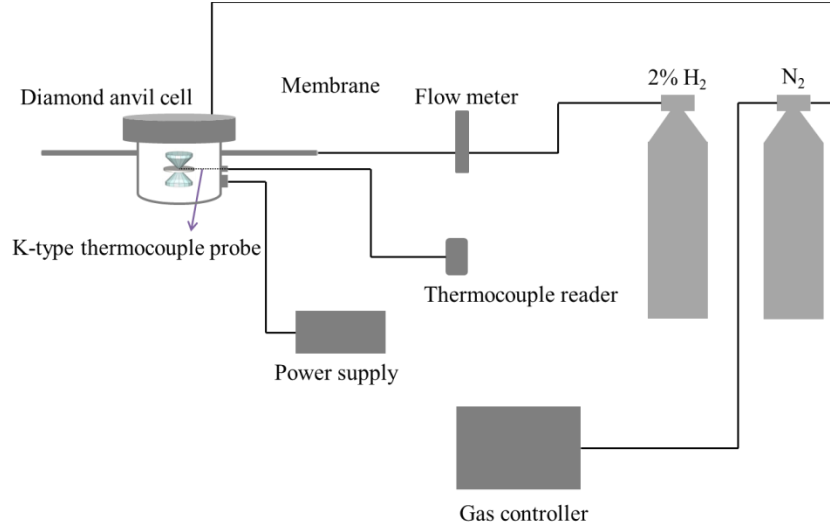 2% H₂
N₂
Membrane
Diamond anvil cell
Flow meter
K-type thermocouple probe
Thermocouple reader
Power supply
Gas controller